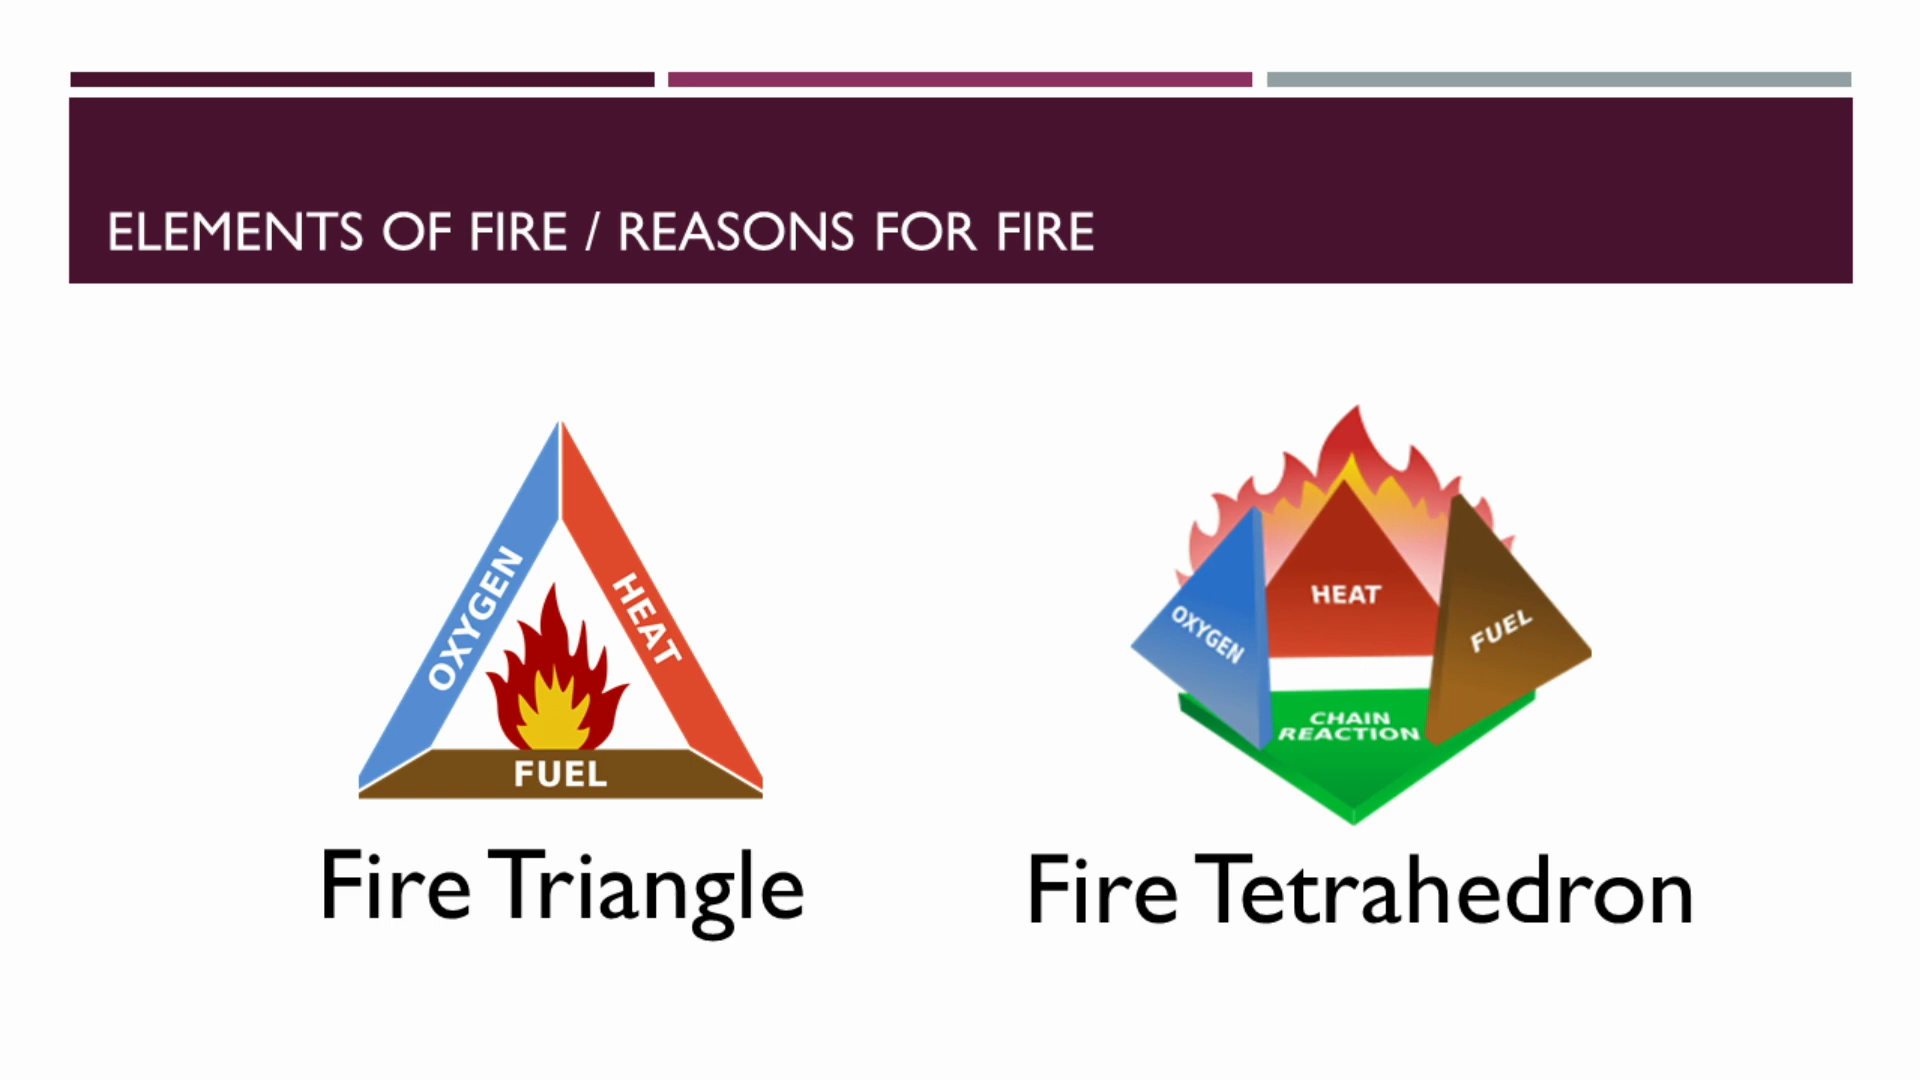 ELEMENTS OF FIRE / REASONS FOR FIRE
OXYGEN
HEAT
FUEL
Fire Triangle
HEAT
OXYGEN
FUEL
CHAIN
REACTION
Fire Tetrahedron